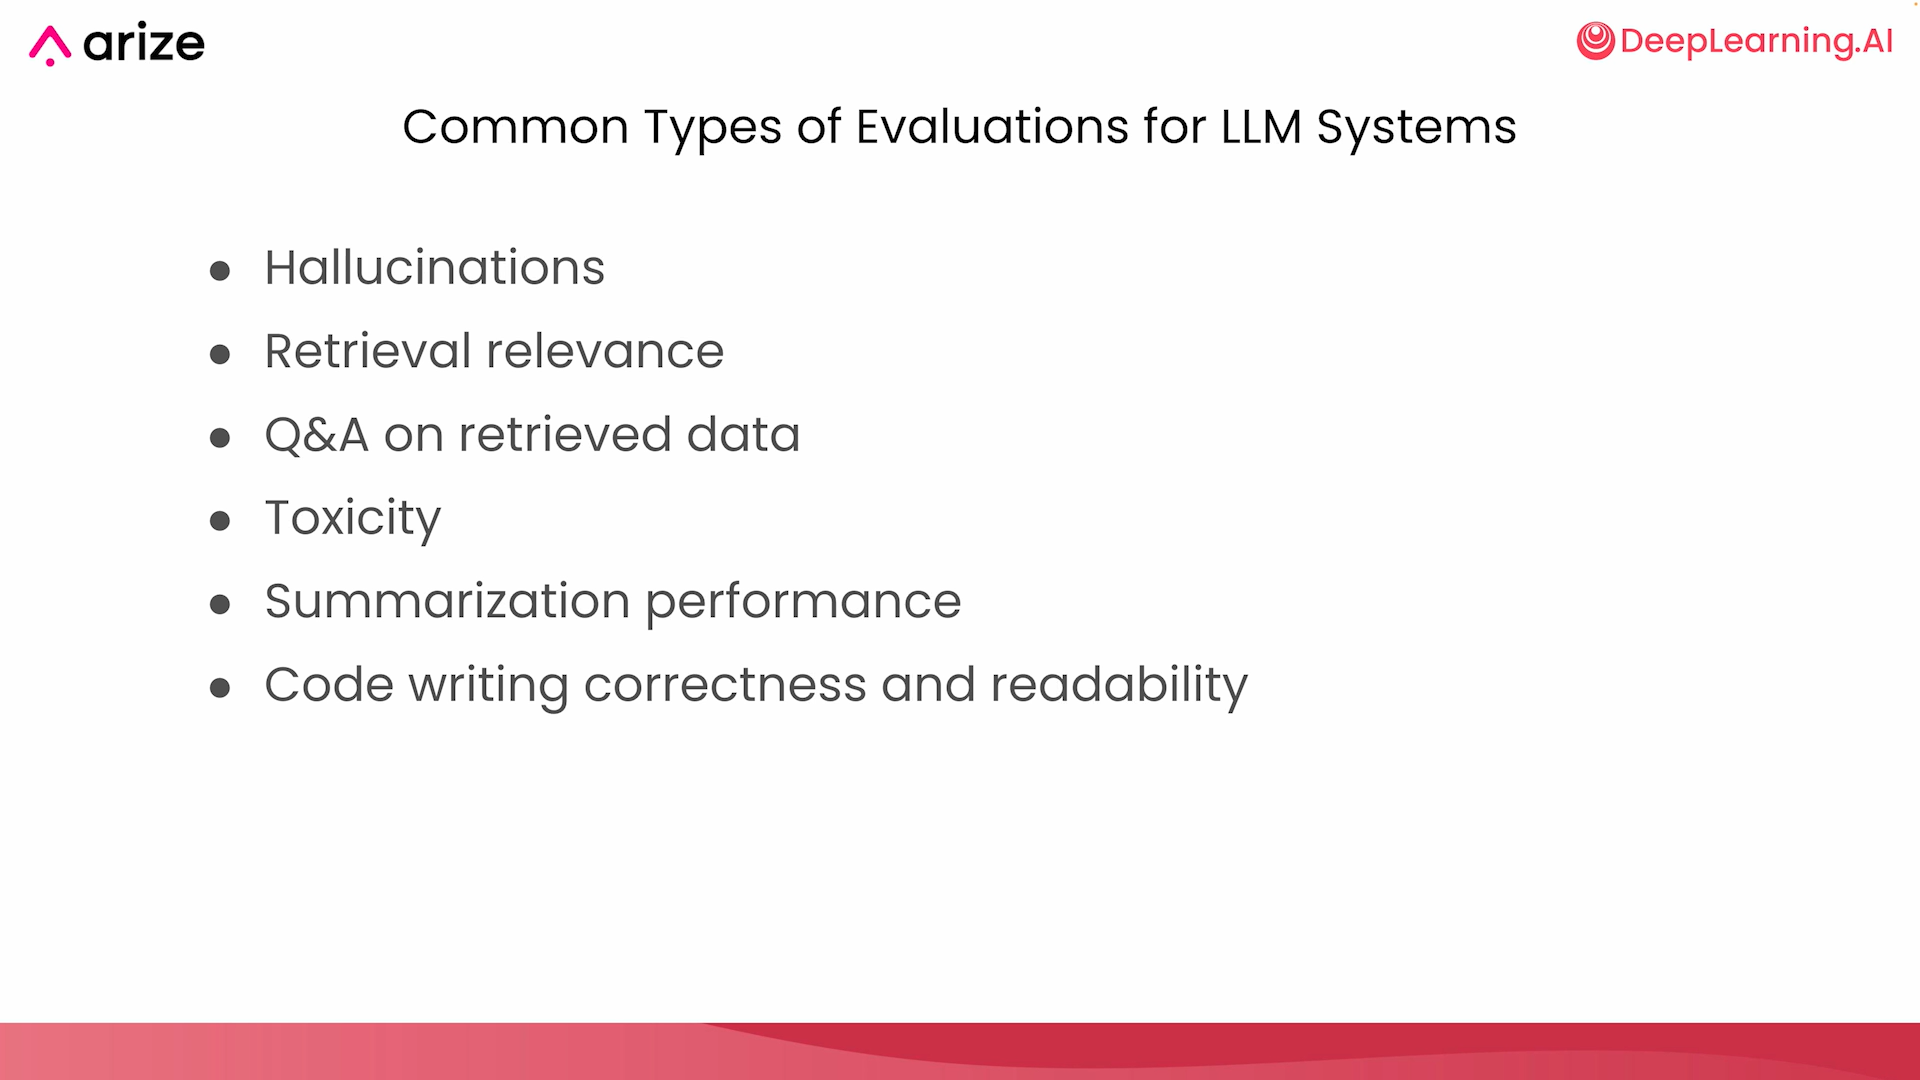 arize
DeepLearning.AI
Common Types of Evaluations for LLM Systems
● Hallucinations
● Retrieval relevance
● Q&A on retrieved data
● Toxicity
● Summarization performance
● Code writing correctness and readability